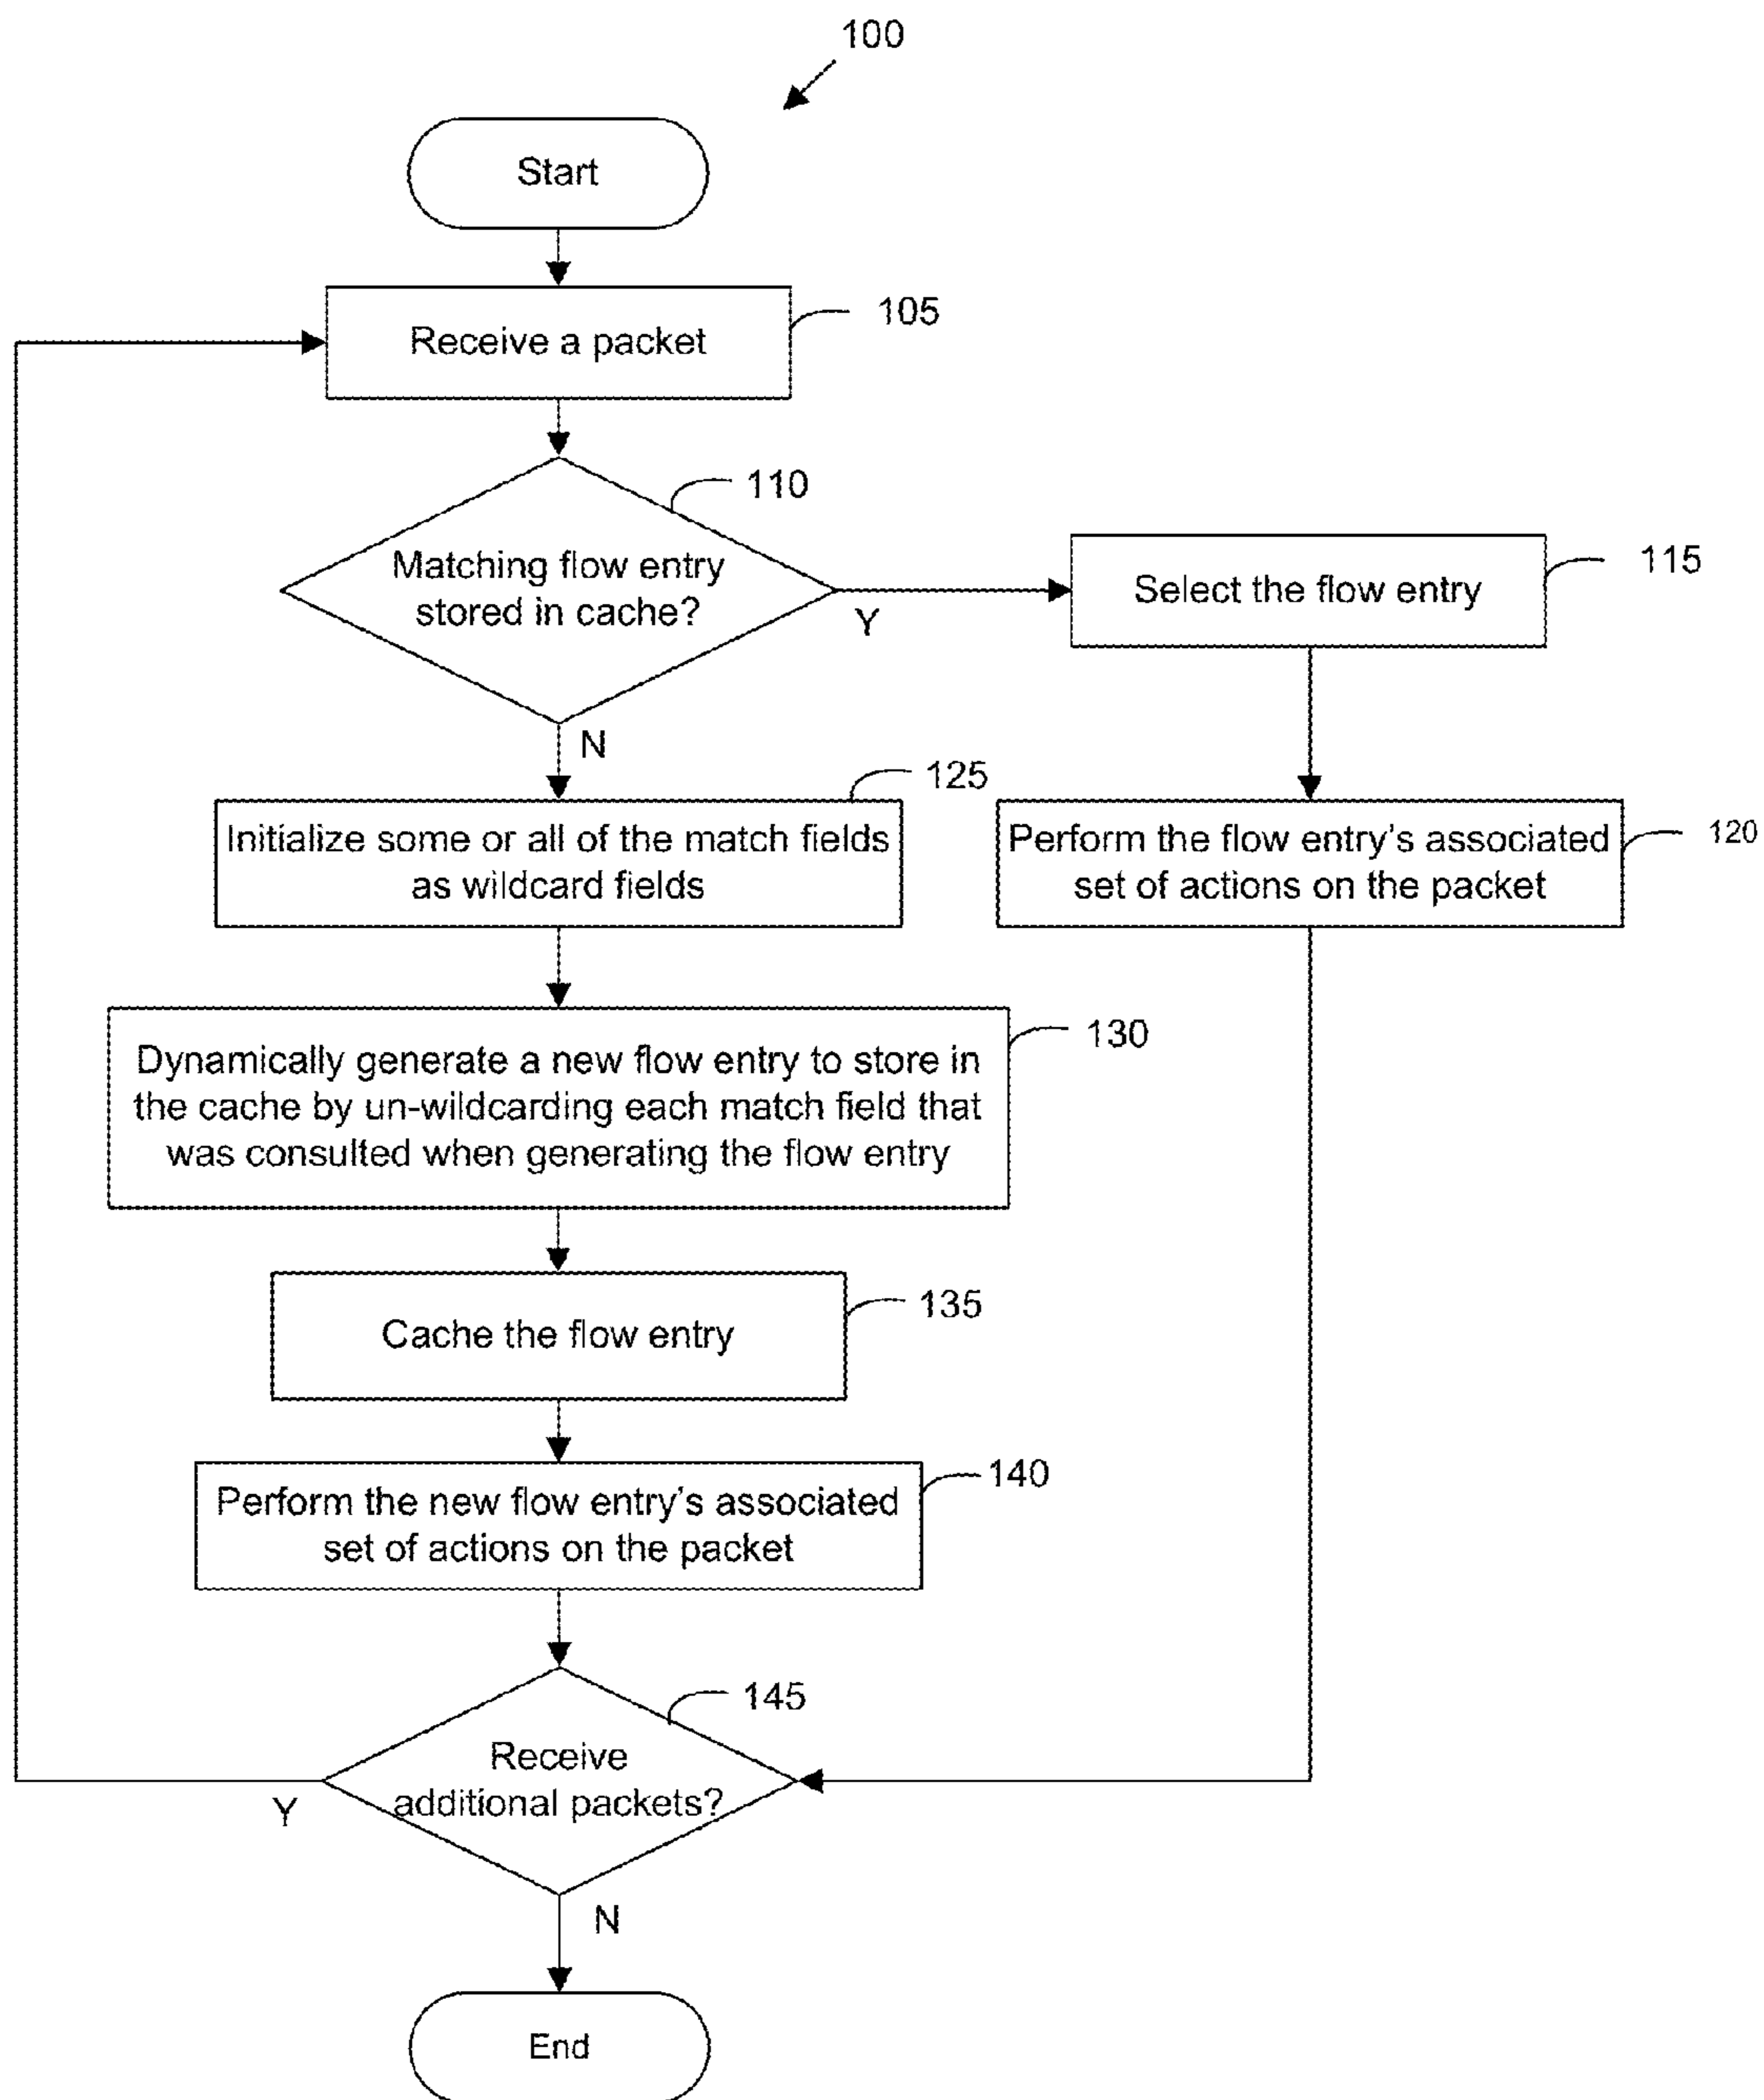 100
Start
105
Receive a packet
110
Matching flow entry
stored in cache?
Y
N
115
Select the flow entry
120
Perform the flow entry's associated
set of actions on the packet
125
Initialize some or all of the match fields
as wildcard fields
130
Dynamically generate a new flow entry to store in
the cache by un-wildcarding each match field that
was consulted when generating the flow entry
135
Cache the flow entry
140
Perform the new flow entry's associated
set of actions on the packet
145
Receive
additional packets?
Y
N
End